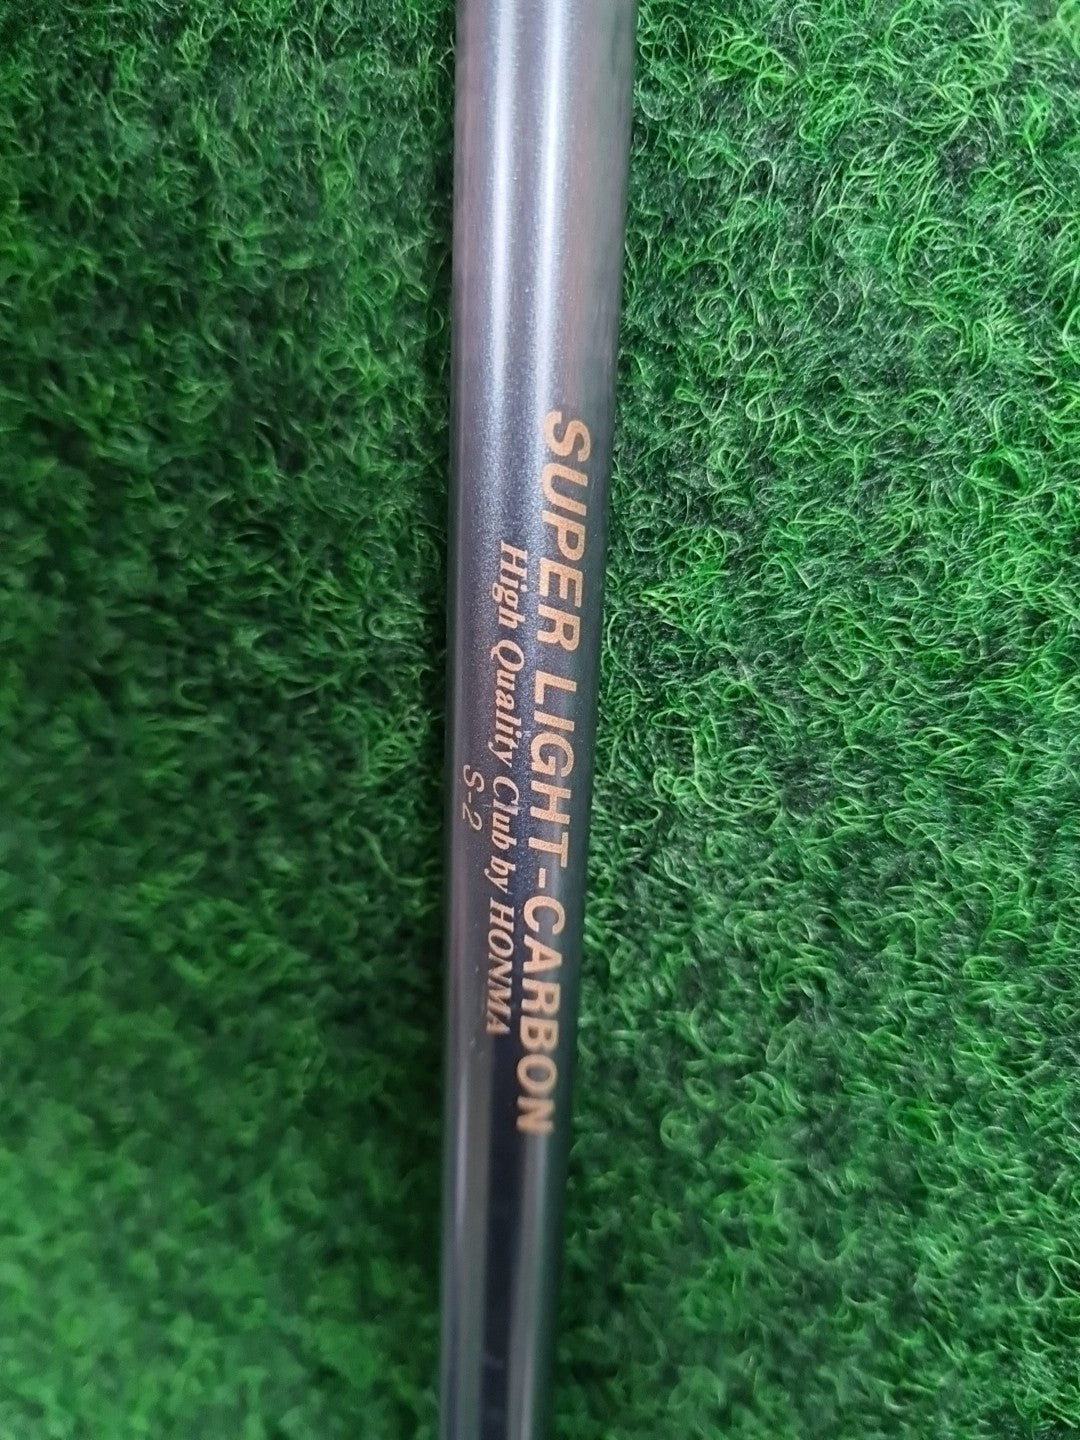 SUPER LIGHT-CARBON
High Quality Club by HONMA
S-2